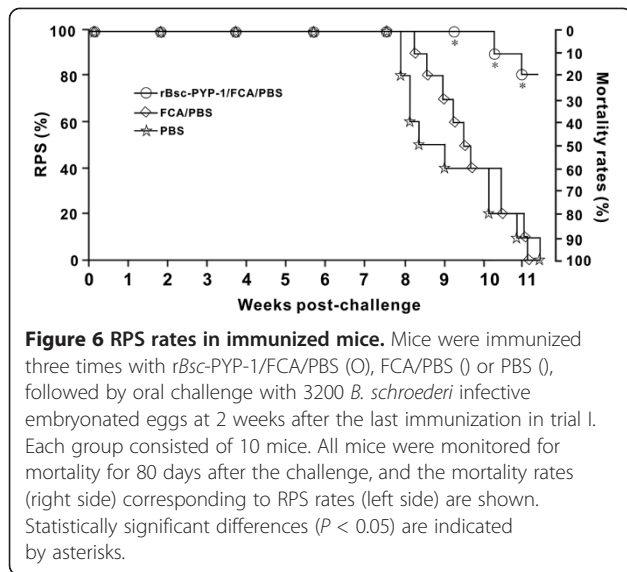 100
80
60
40
20
0
RPS (%)
rBsc-PYP-1/FCA/PBS
FCA/PBS
PBS
* * *
0
10
20
30
40
50
60
70
80
90
100
Mortality rates (%)
0 1 2 3 4 5 6 7 8 9 10 11
Weeks post-challenge
Figure 6 RPS rates in immunized mice. Mice were immunized
three times with rBsc-PYP-1/FCA/PBS (O), FCA/PBS () or PBS (),
followed by oral challenge with 3200 B. schroederi infective
embryonated eggs at 2 weeks after the last immunization in trial I.
Each group consisted of 10 mice. All mice were monitored for
mortality for 80 days after the challenge, and the mortality rates
(right side) corresponding to RPS rates (left side) are shown.
Statistically significant differences (P < 0.05) are indicated
by asterisks.